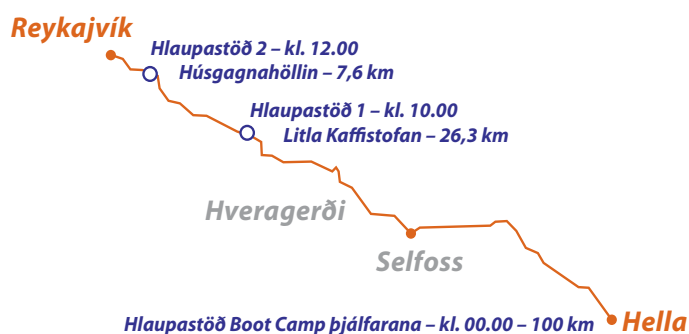 Reykajvík
Hlaupastöð 2 – kl. 12.00
Húsgagnahöllin – 7,6 km
Hlaupastöð 1 – kl. 10.00
Litla Kaffistofan – 26,3 km
Hveragerði
Selfoss
Hlaupastöð Boot Camp þjálfarana – kl. 00.00 – 100 km
Hella